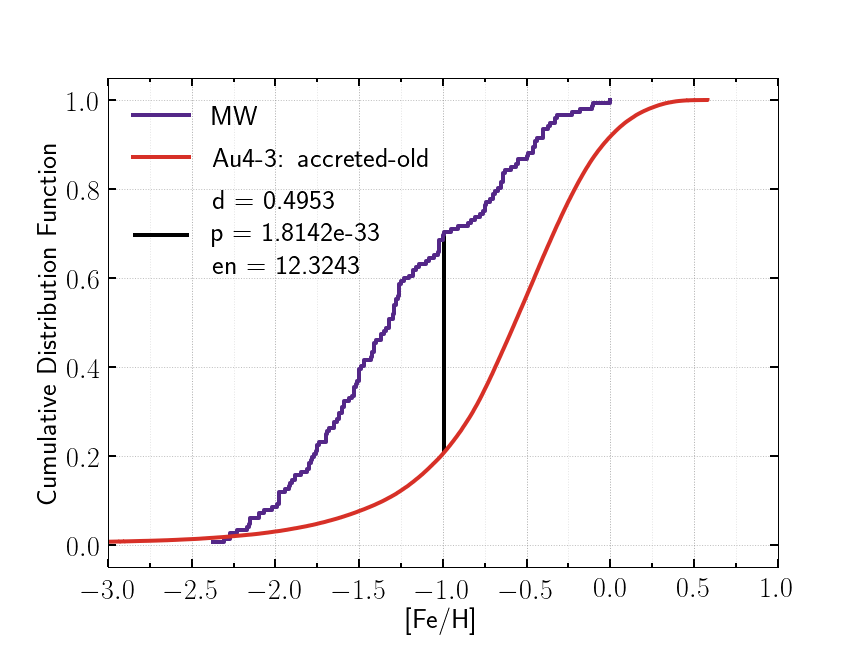 MW
Au4-3: accreted-old
d = 0.4953
p = 1.8142e-33
en = 12.3243
Cumulative Distribution Function
1.0
0.8
0.6
0.4
0.2
0.0
−3.0 −2.5 −2.0 −1.5 −1.0 −0.5 0.0 0.5 1.0
[Fe/H]